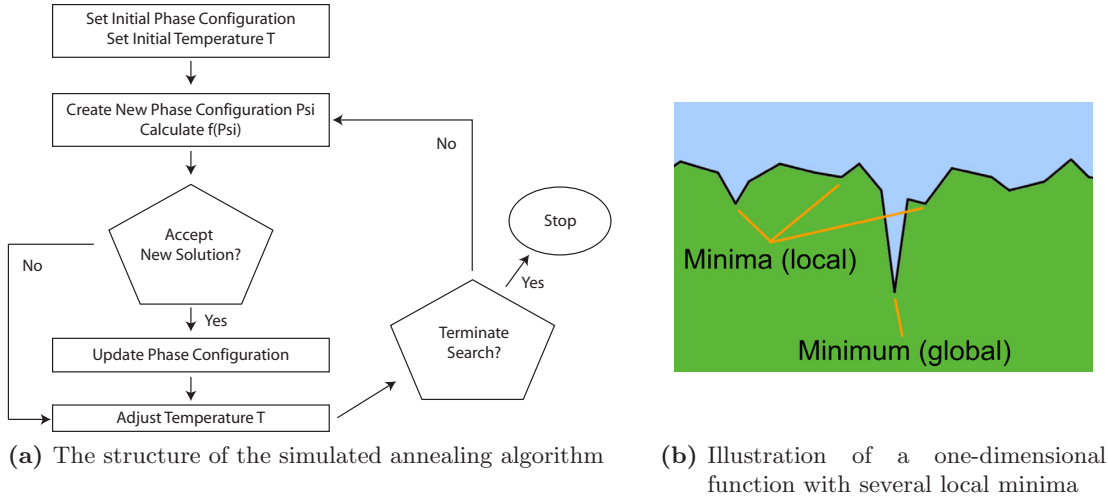 Set Initial Phase Configuration
Set Initial Temperature T
Create New Phase Configuration Psi
Calculate f(Psi)
No
Accept
New Solution?
No
Yes
Update Phase Configuration
Adjust Temperature T
Terminate
Search?
Yes
Stop
(a) The structure of the simulated annealing algorithm
Minima (local)
Minimum (global)
(b) Illustration of a one-dimensional
function with several local minima